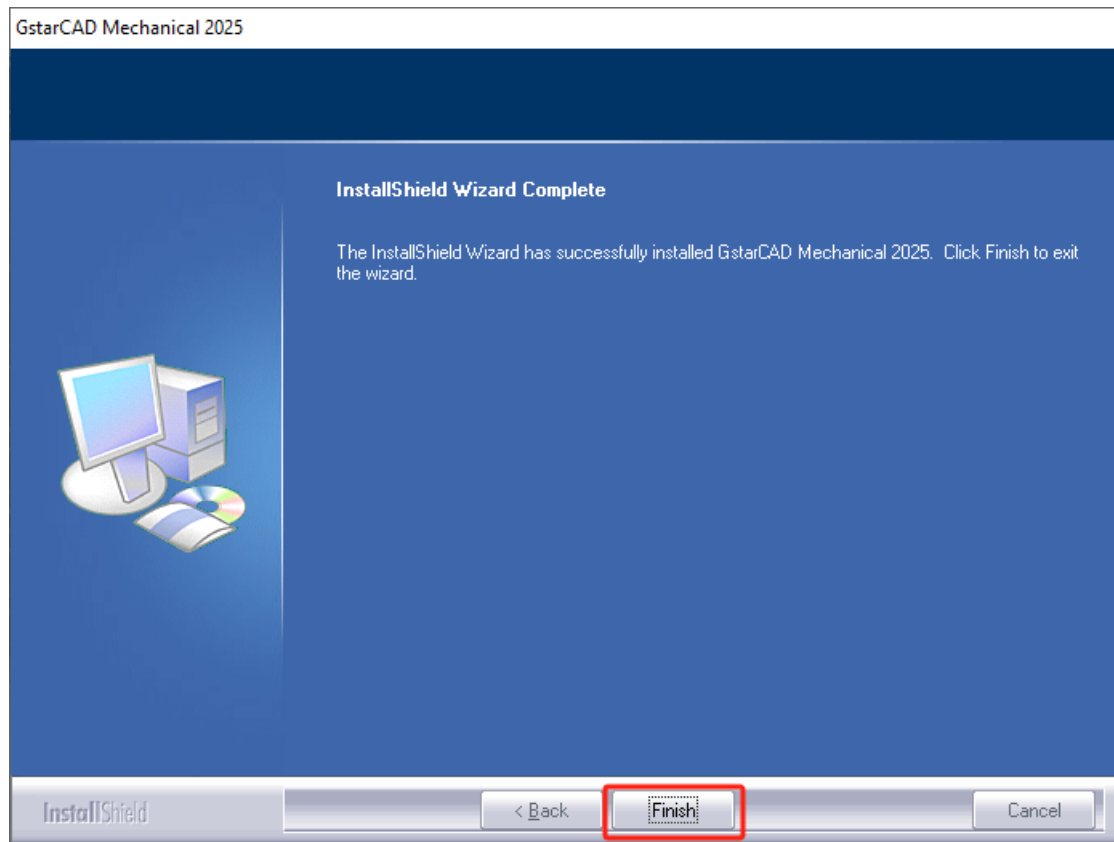 GstarCAD Mechanical 2025
InstallShield Wizard Complete
The InstallShield Wizard has successfully installed GstarCAD Mechanical 2025. Click Finish to exit
the wizard.
InstallShield
< Back
Finish
Cancel